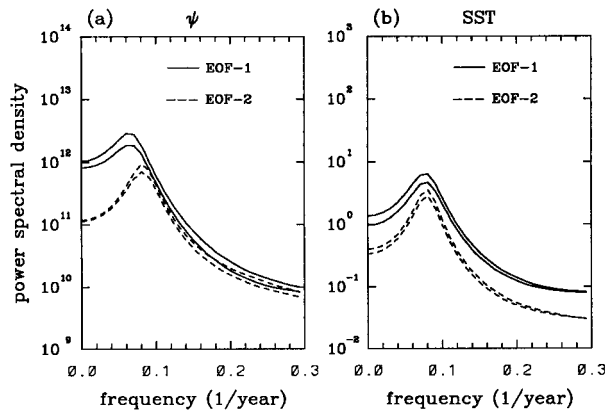 (a) ψ
power spectral density
10^14
10^13
10^12
10^11
10^10
10^9
EOF-1
EOF-2
0.0 0.1 0.2 0.3
frequency (1/year)
(b) SST
10^3
10^2
10^1
10^0
10^-1
10^-2
EOF-1
EOF-2
0.0 0.1 0.2 0.3
frequency (1/year)